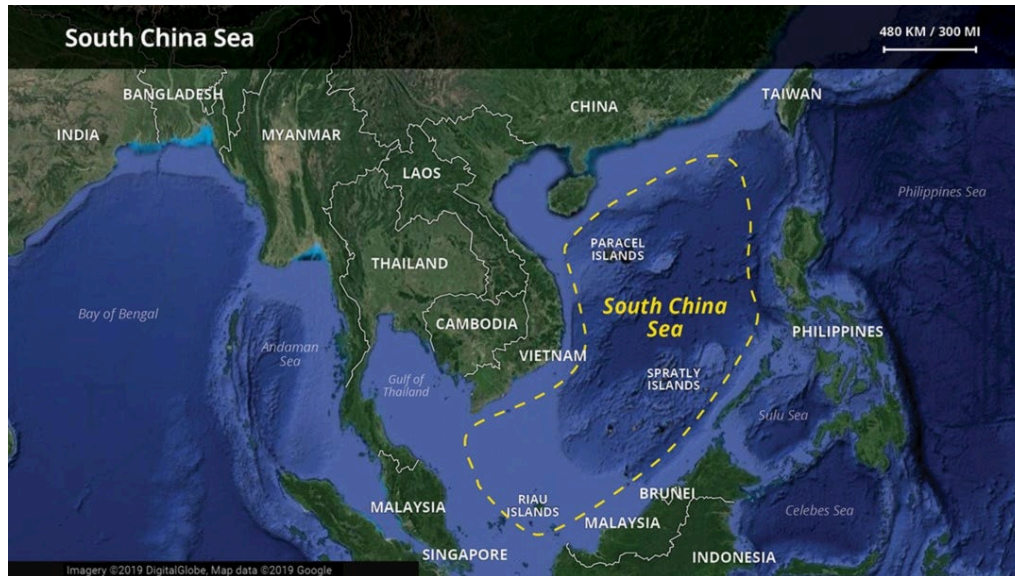 South China Sea
480 KM / 300 MI
BANGLADESH
TAIWAN
CHINA
INDIA
MYANMAR
LAOS
Philippines Sea
PARACEL
ISLANDS
THAILAND
South China
Sea
Bay of Bengal
CAMBODIA
PHILIPPINES
Andaman
Sea
VIETNAM
SPRATLY
ISLANDS
Gulf of
Thailand
Sulu Sea
BRUNEI
RIAU
ISLANDS
MALAYSIA
Celebes Sea
MALAYSIA
SINGAPORE
INDONESIA
Imagery ©2019 DigitalGlobe, Map data ©2019 Google